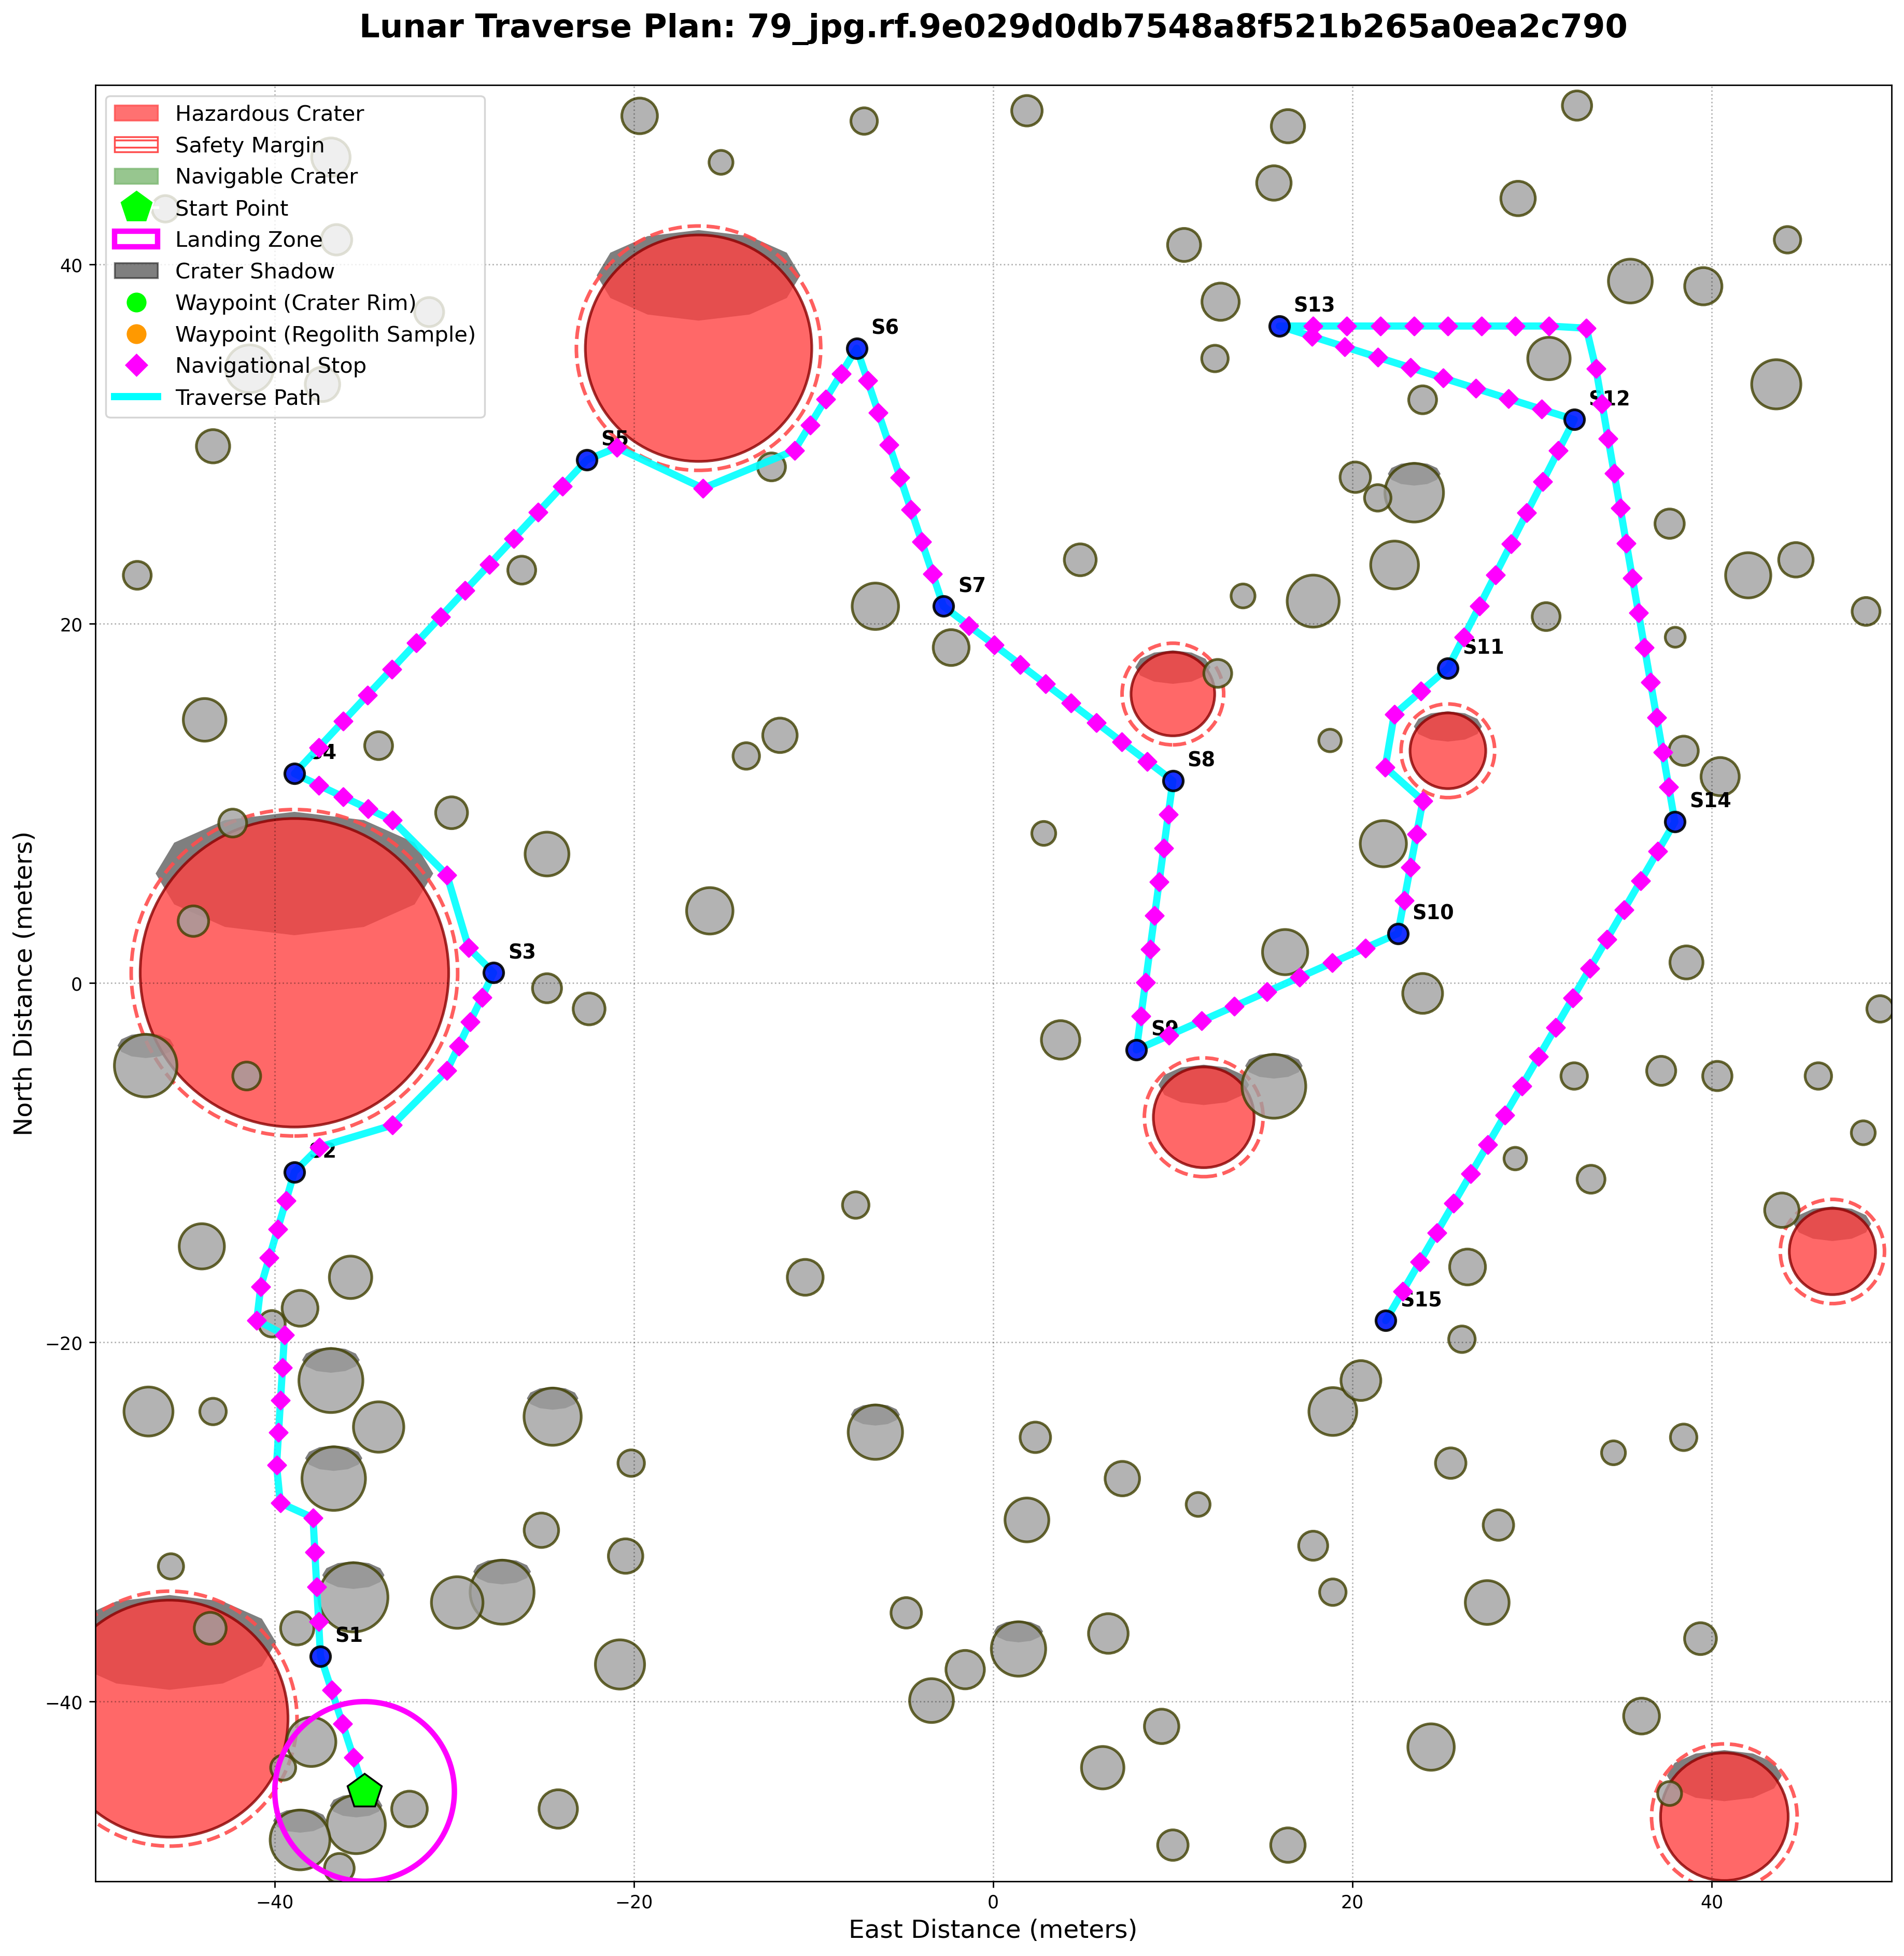 Lunar Traverse Plan: 79_jpg.rf.9e029d0db7548a8f521b265a0ea2c790
Hazardous Crater
Safety Margin
Navigable Crater
Start Point
Landing Zone
Crater Shadow
Waypoint (Crater Rim)
Waypoint (Regolith Sample)
Navigational Stop
Traverse Path
S13
S6
S12
S5
S7
S11
S8
S4
S14
S3
S10
S9
S2
S15
S1
40
20
0
−20
−40
North Distance (meters)
−40 −20 0 20 40
East Distance (meters)